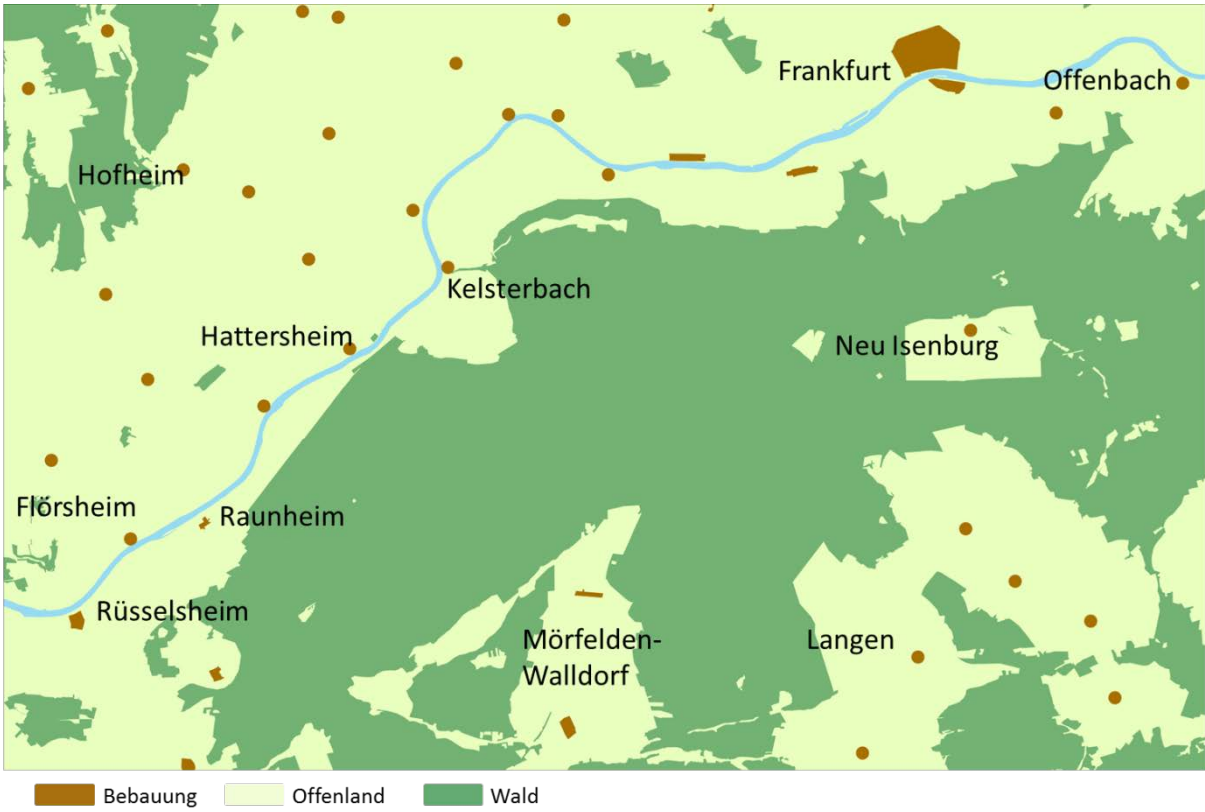 Frankfurt
Offenbach
Hofheim
Kelsterbach
Hattersheim
Neu Isenburg
Flörsheim
Raunheim
Rüsselsheim
Mörfelden-
Walldorf
Langen
Bebauung
Offenland
Wald